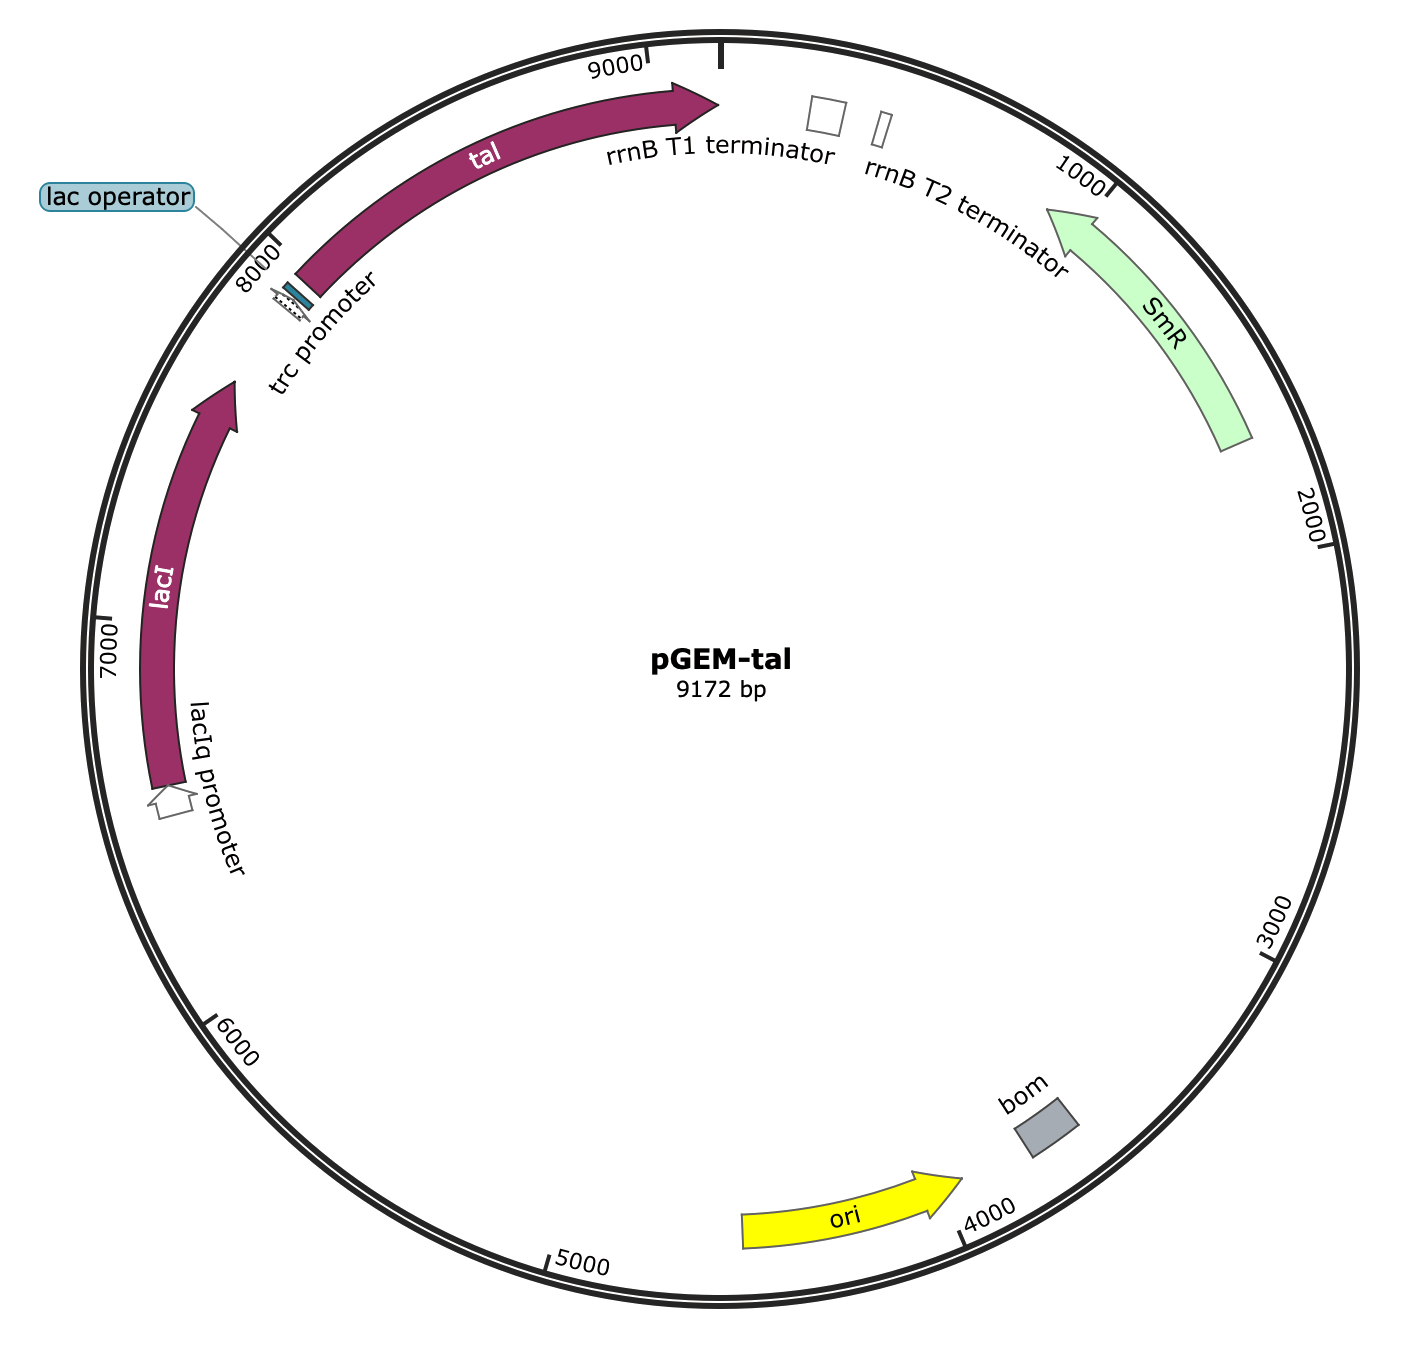 9000
rrnB T1 terminator
rrnB T2 terminator
1000
tal
lac operator
8000
trc promoter
SmR
2000
lacI
7000
pGEM-tal
9172 bp
lacIq promoter
3000
6000
bom
ori
4000
5000